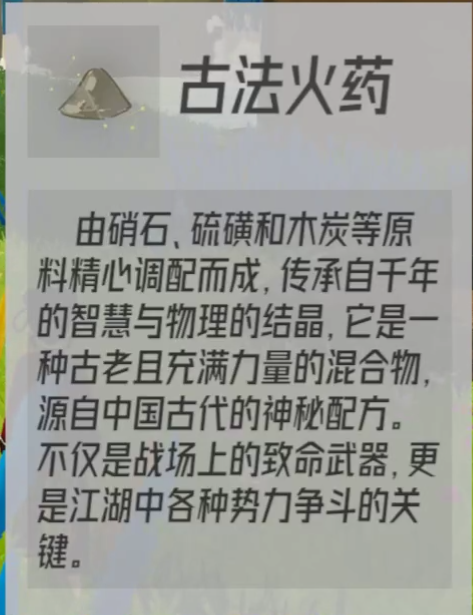 古法火药
由硝石、硫磺和木炭等原
料精心调配而成,传承自千年
的智慧与物理的结晶,它是一
种古老且充满力量的混合物,
源自中国古代的神秘配方。
不仅是战场上的致命武器,更
是江湖中各种势力争斗的关
键。